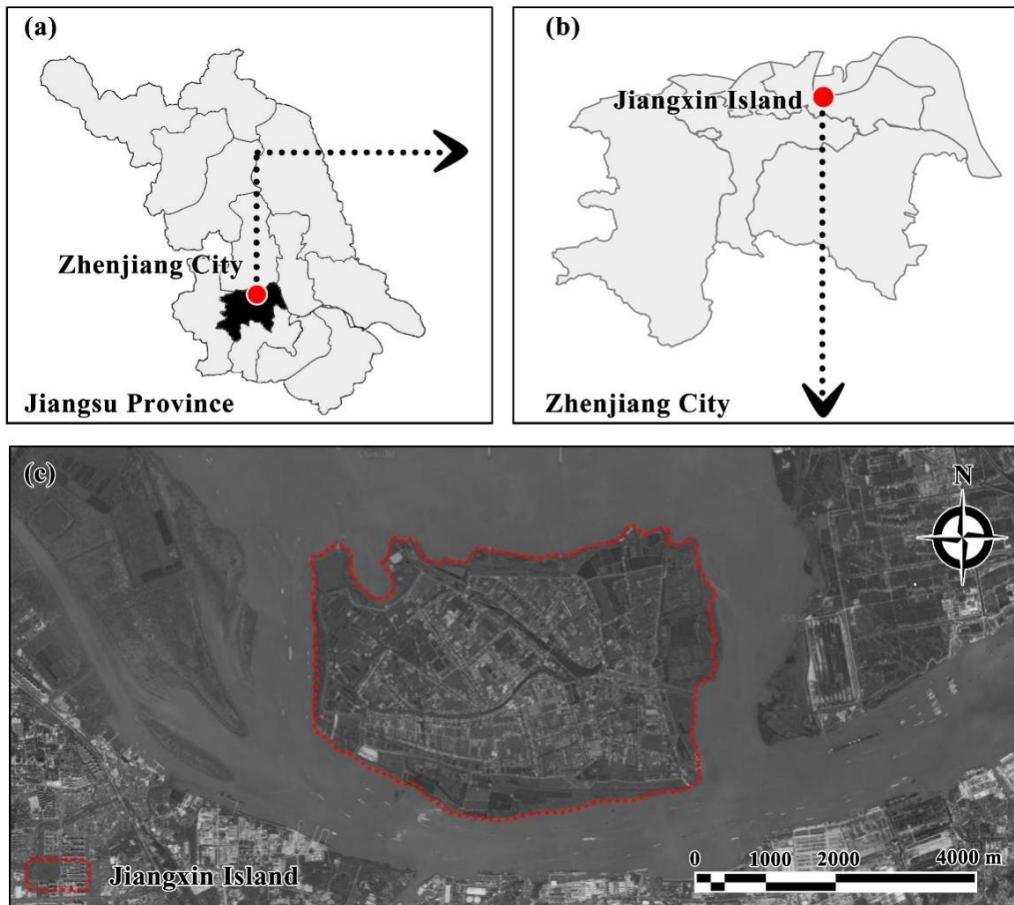 (a)
Zhenjiang City
Jiangsu Province
(b)
Jiangxin Island
Zhenjiang City
(c)
N
Jiangxin Island
0 1000 2000 4000 m